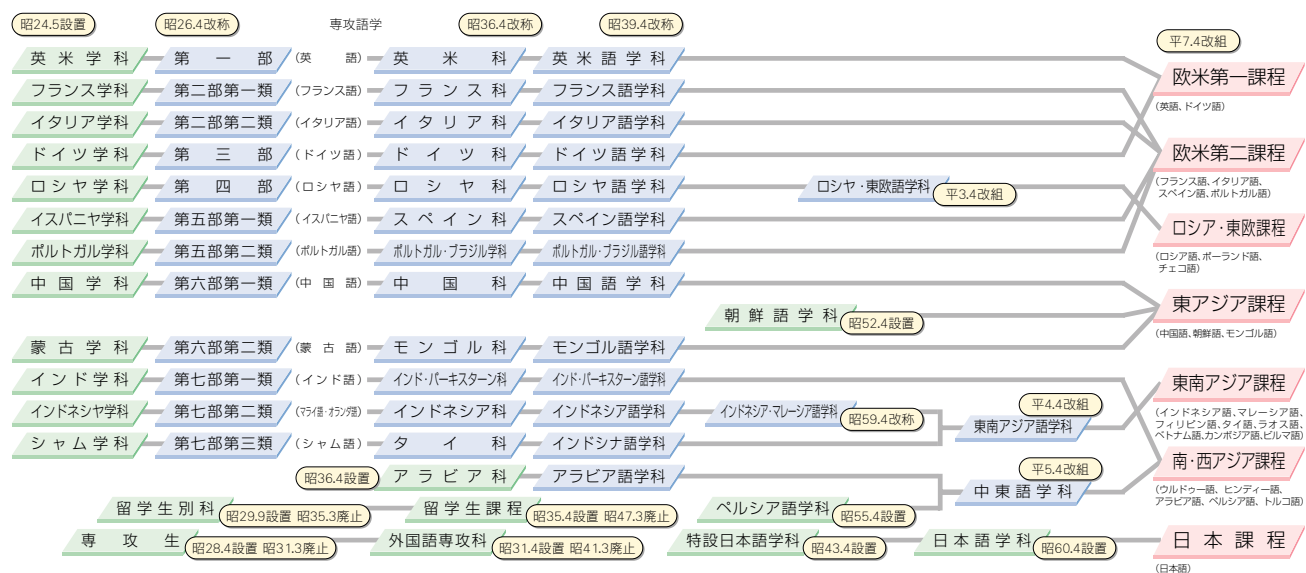 昭24.5設置 昭26.4改称 専攻語学 昭36.4改称 昭39.4改称
平7.4改組
英米学科 第一部 (英語) 英米科 英米語学科
欧米第一課程
(英語、ドイツ語)
フランス学科 第二部第一類 (フランス語) フランス科 フランス語学科
イタリア学科 第二部第二類 (イタリア語) イタリア科 イタリア語学科
ドイツ学科 第三部 (ドイツ語) ドイツ科 ドイツ語学科
欧米第二課程
(フランス語、イタリア語、
スペイン語、ポルトガル語)
ロシヤ学科 第四部 (ロシヤ語) ロシヤ科 ロシヤ語学科 ロシヤ・東欧語学科 平3.4改組
イスパニヤ学科 第五部第一類 (イスパニヤ語) スペイン科 スペイン語学科
ロシア・東欧課程
(ロシア語、ポーランド語、
チェコ語)
ポルトガル学科 第五部第二類 (ポルトガル語) ポルトガル・ブラジル科 ポルトガル・ブラジル語学科
中国学科 第六部第一類 (中国語) 中国科 中国語学科
東アジア課程
(中国語、朝鮮語、モンゴル語)
朝鮮語学科 昭52.4設置
蒙古学科 第六部第二類 (蒙古語) モンゴル科 モンゴル語学科
インド学科 第七部第一類 (インド語) インド・パーキスターン科 インド・パーキスターン語学科
東南アジア課程
(インドネシア語、マレーシア語、
フィリピン語、タイ語、ラオス語、
ベトナム語、カンボジア語、ビルマ語)
インドネシヤ学科 第七部第二類 (マライ語・オランダ語) インドネシア科 インドネシア語学科 インドネシア・マレーシア語学科 昭59.4改称
平4.4改組
東南アジア語学科
シャム学科 第七部第三類 (シャム語) タイ科 インドシナ語学科
南・西アジア課程
(ウルドゥー語、ヒンディー語、
アラビア語、ペルシア語、トルコ語)
昭36.4設置 アラビア科 アラビア語学科
平5.4改組
中東語学科
留学生別科 昭29.9設置 昭35.3廃止 留学生課程 昭35.4設置 昭47.3廃止 ペルシア語学科 昭55.4設置
専攻生 昭28.4設置 昭31.3廃止 外国語専攻科 昭31.4設置 昭41.3廃止 特設日本語学科 昭43.4設置 日本語学科 昭60.4設置 日本課程
(日本語)